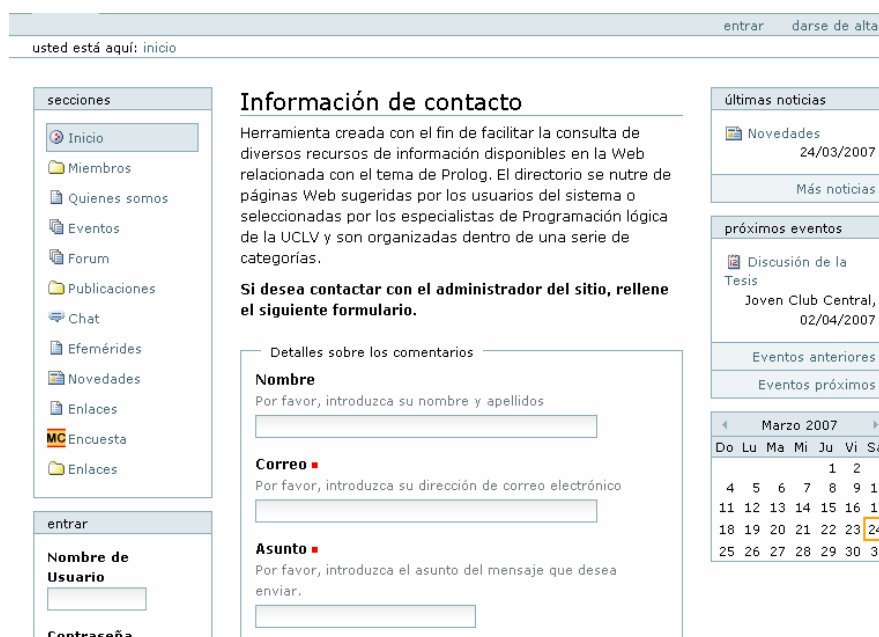 entrar darse de alta
usted está aquí: inicio
secciones
Inicio
Miembros
Quienes somos
Eventos
Forum
Publicaciones
Chat
Efemérides
Novedades
Enlaces
MC Encuesta
Enlaces
entrar
Nombre de
Usuario
Contraseña
Información de contacto
Herramienta creada con el fin de facilitar la consulta de
diversos recursos de información disponibles en la Web
relacionada con el tema de Prolog. El directorio se nutre de
páginas Web sugeridas por los usuarios del sistema o
seleccionadas por los especialistas de Programación lógica
de la UCLV y son organizadas dentro de una serie de
categorías.
Si desea contactar con el administrador del sitio, rellene
el siguiente formulario.
Detalles sobre los comentarios
Nombre
Por favor, introduzca su nombre y apellidos
Correo
Por favor, introduzca su dirección de correo electrónico
Asunto
Por favor, introduzca el asunto del mensaje que desea
enviar.
últimas noticias
Novedades
24/03/2007
Más noticias
próximos eventos
Discusión de la
Tesis
Joven Club Central,
02/04/2007
Eventos anteriores
Eventos próximos
Marzo 2007
Do Lu Ma Mi Ju Vi Sa
1 2
4 5 6 7 8 9 1
11 12 13 14 15 16 1
18 19 20 21 22 23 24
25 26 27 28 29 30 3